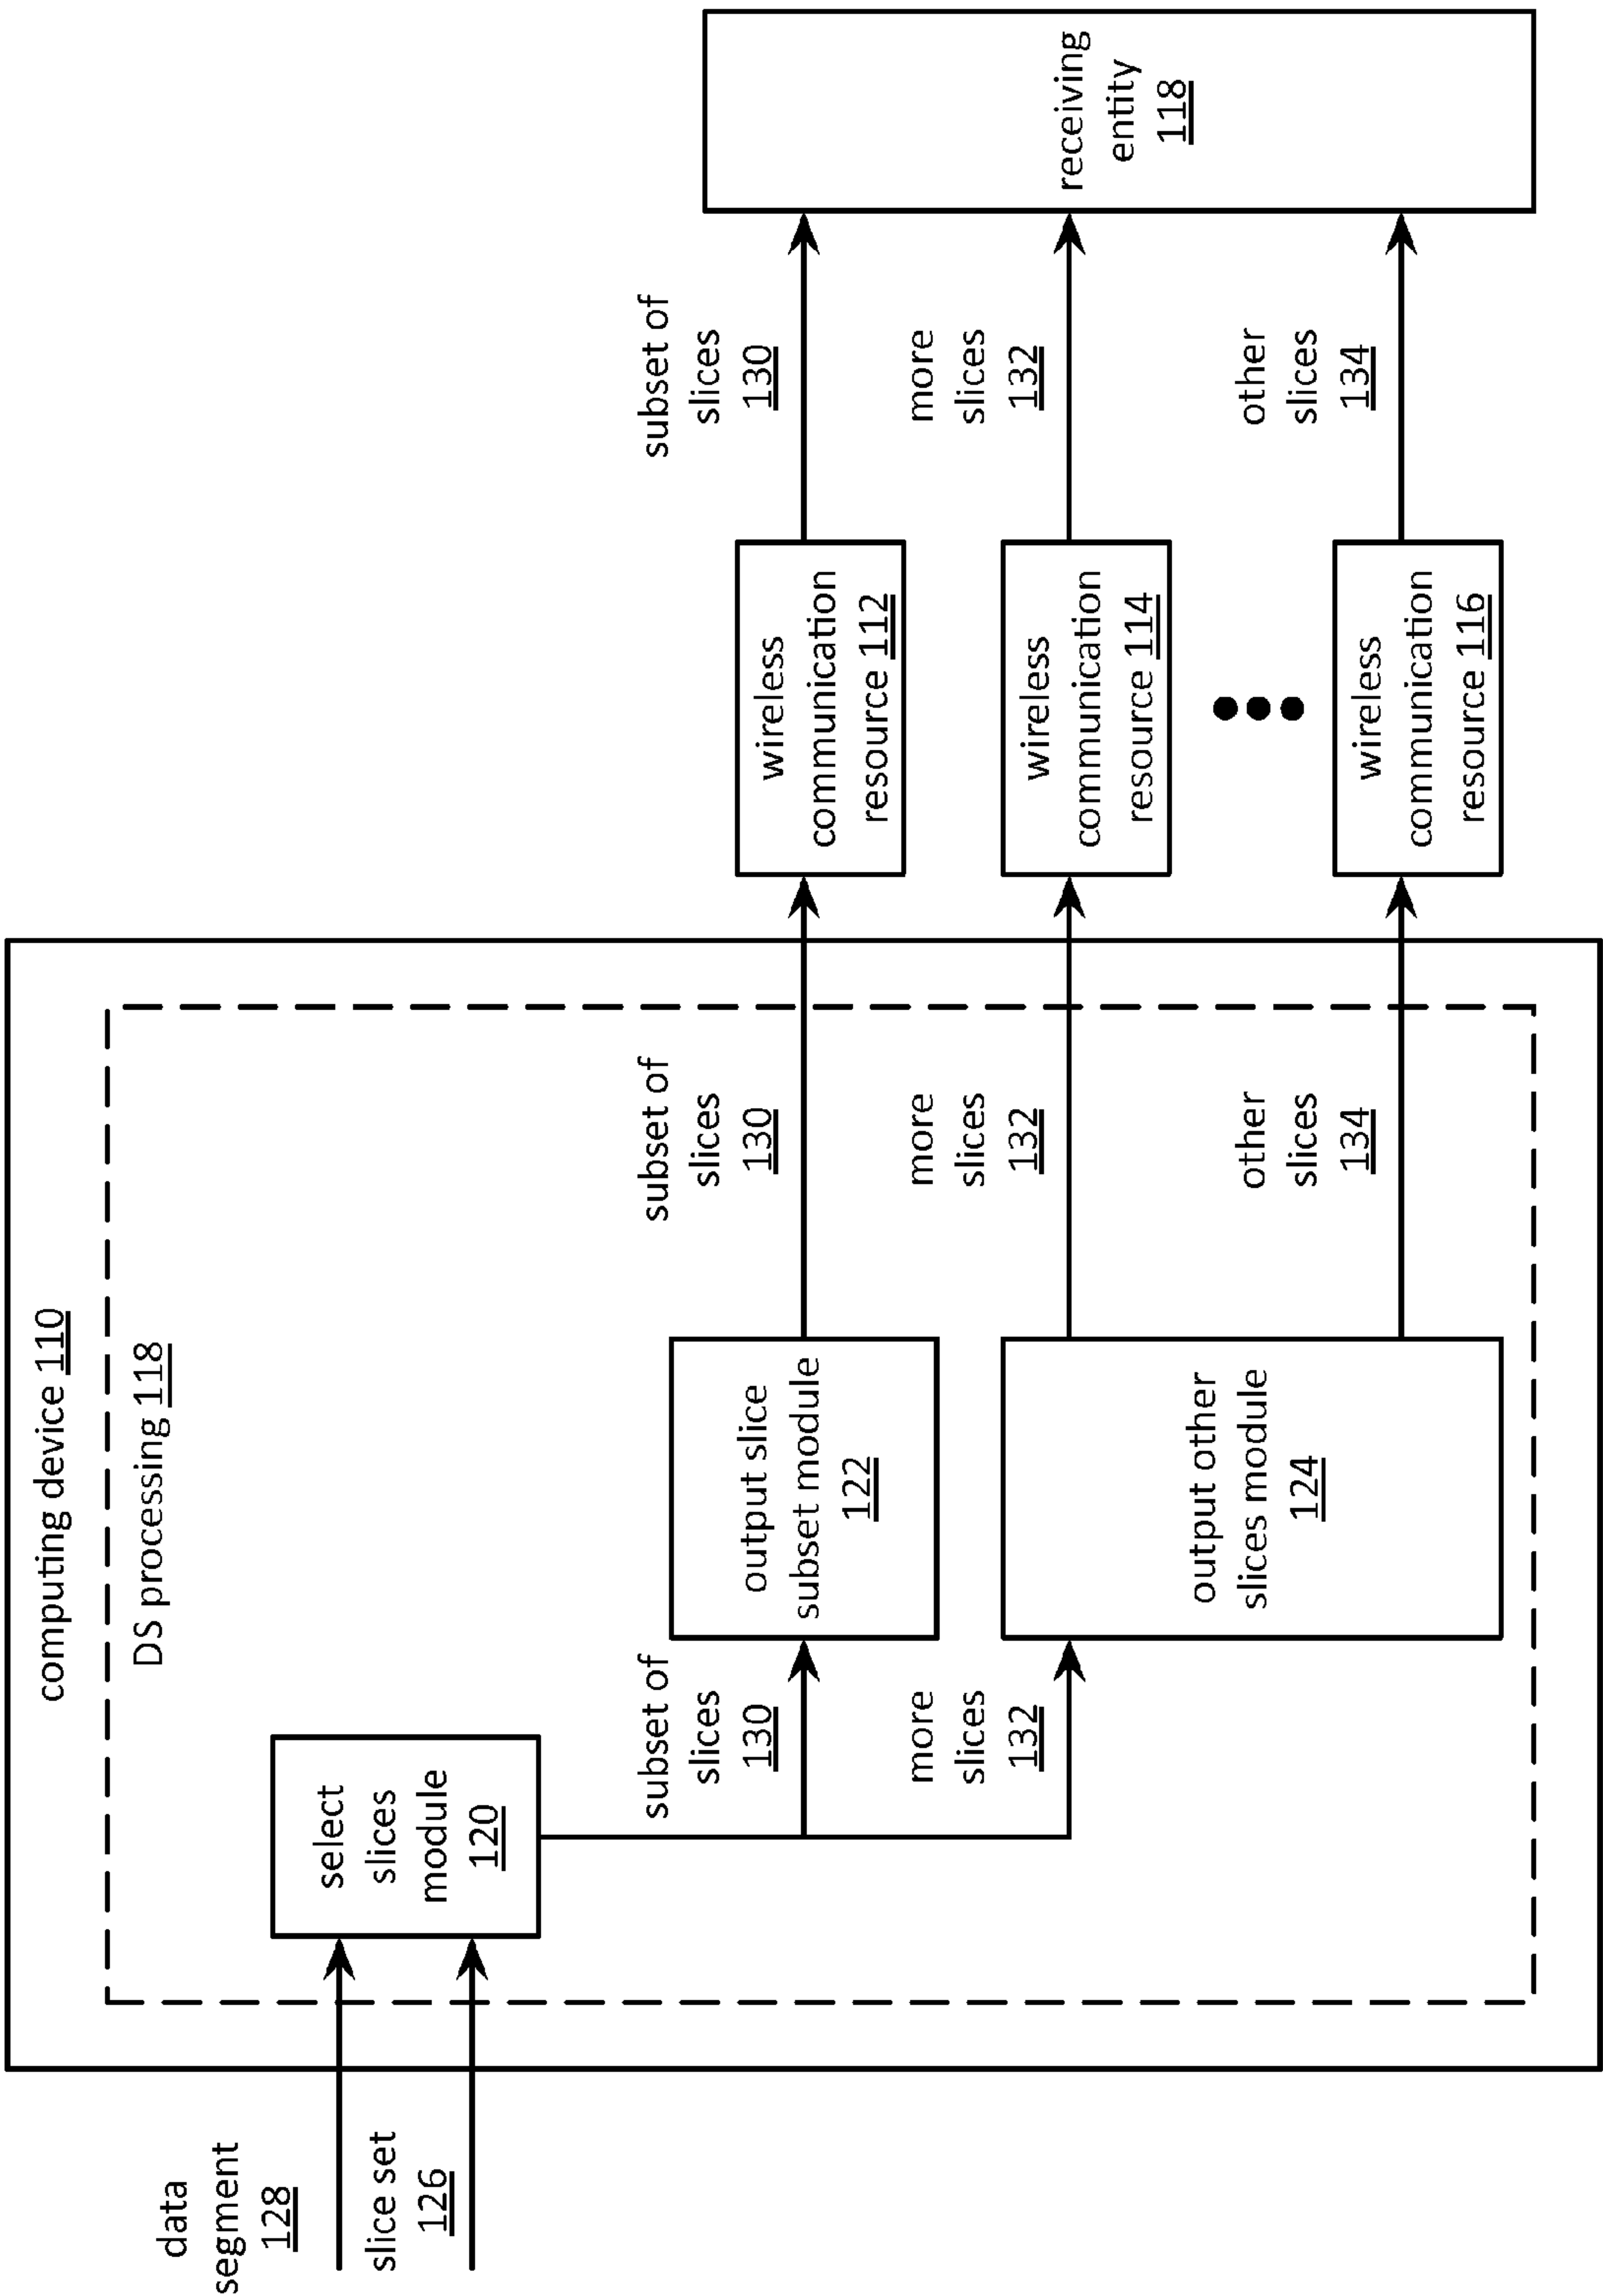 computing device 110
DS processing 118
data
segment
128
slice set
126
select
slices
module
120
subset of
slices
130
more
slices
132
output slice
subset module
122
output other
slices module
124
subset of
slices
130
more
slices
132
other
slices
134
wireless
communication
resource 112
wireless
communication
resource 114
wireless
communication
resource 116
subset of
slices
130
more
slices
132
other
slices
134
receiving
entity
118